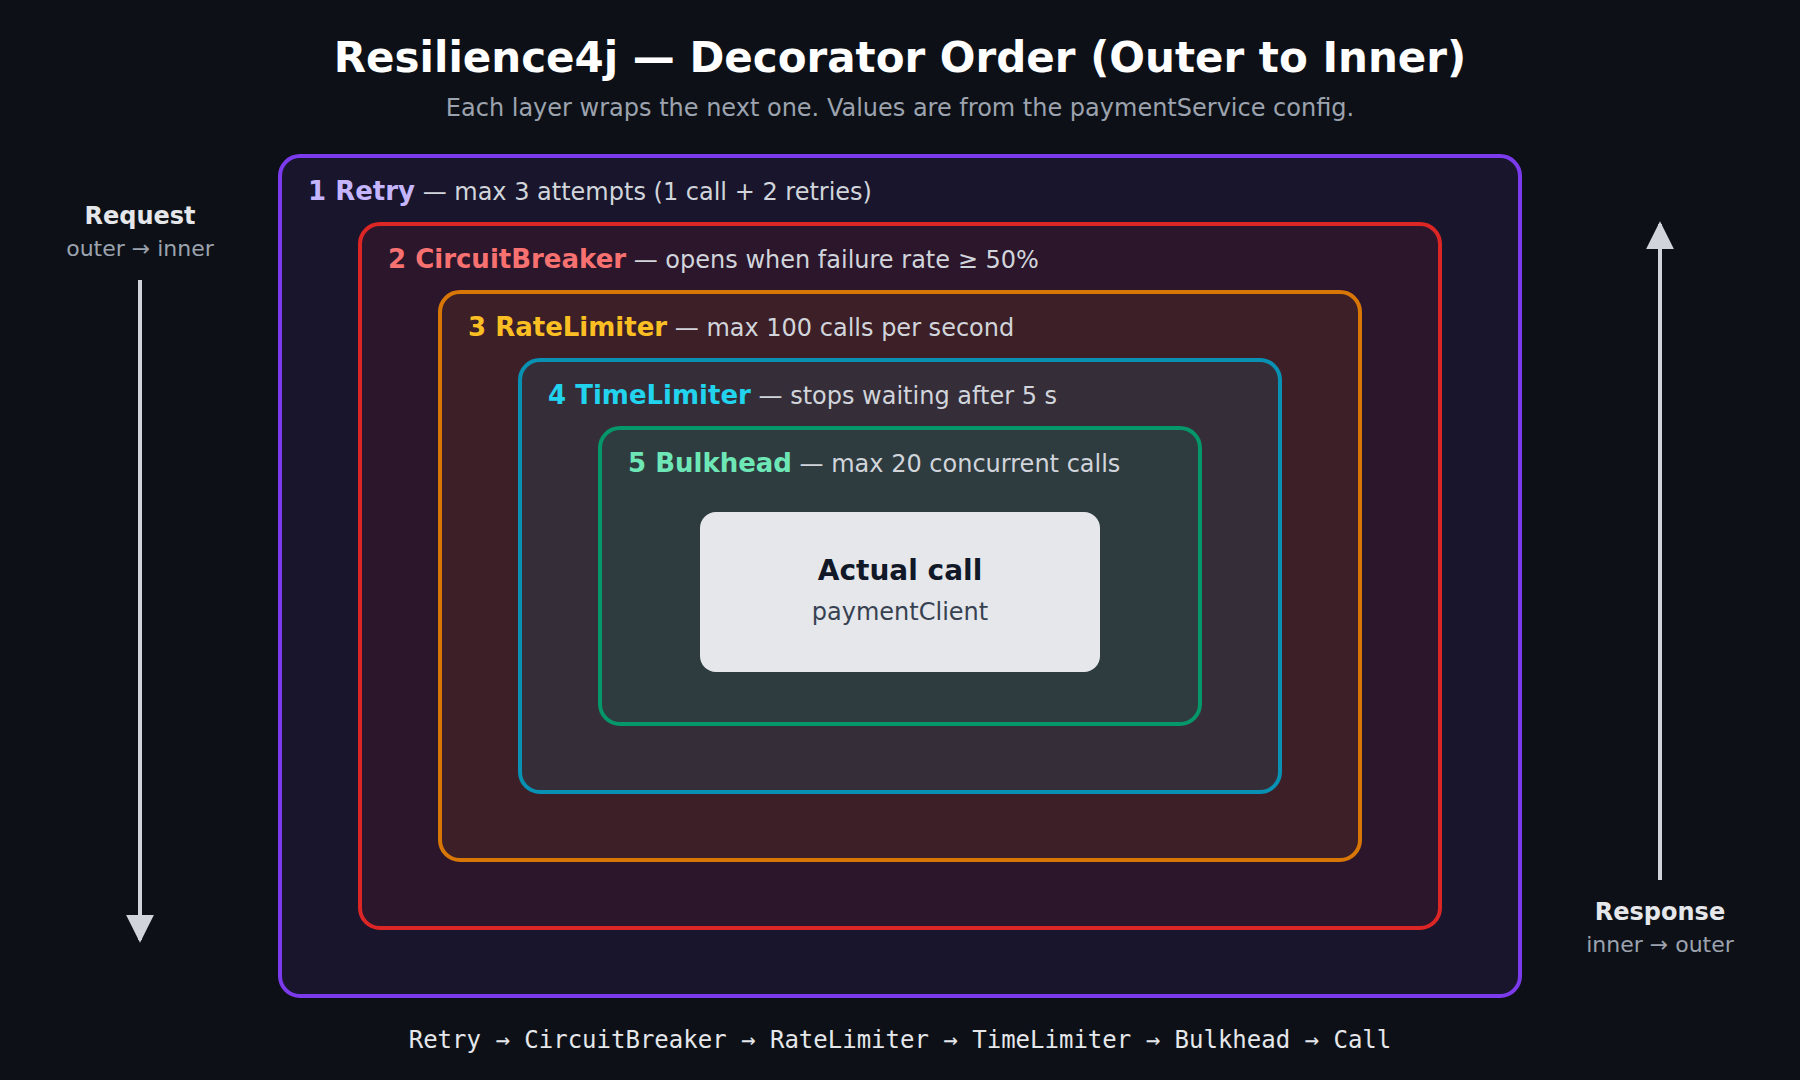 Resilience4j — Decorator Order (Outer to Inner)
Each layer wraps the next one. Values are from the paymentService config.
Request
outer → inner
1 Retry — max 3 attempts (1 call + 2 retries)
2 CircuitBreaker — opens when failure rate ≥ 50%
3 RateLimiter — max 100 calls per second
4 TimeLimiter — stops waiting after 5 s
5 Bulkhead — max 20 concurrent calls
Actual call
paymentClient
Response
inner → outer
Retry → CircuitBreaker → RateLimiter → TimeLimiter → Bulkhead → Call